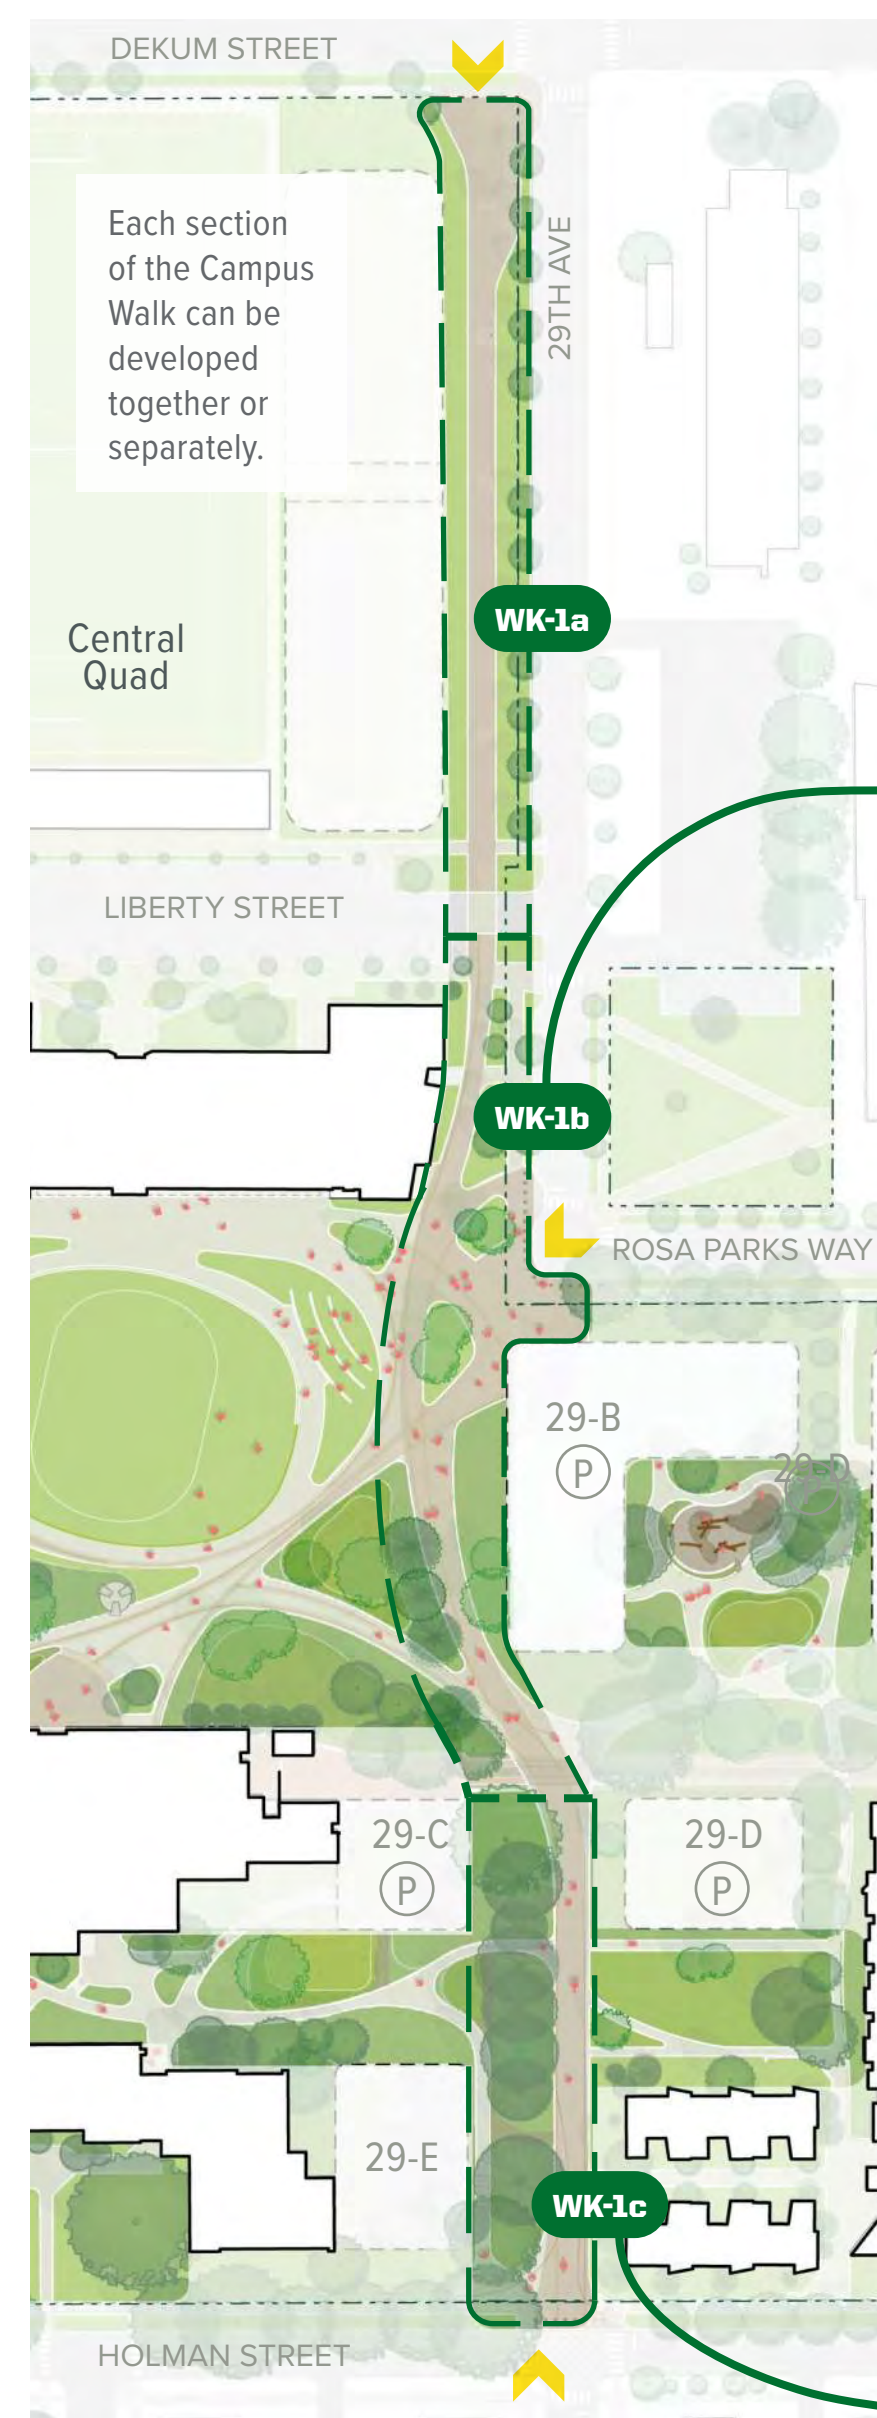 DEKUM STREET
Each section
of the Campus
Walk can be
developed
together or
separately.
29TH AVE
WK-1a
Central
Quad
LIBERTY STREET
WK-1b
ROSA PARKS WAY
29-B
P
29-D
P
29-C
P
29-D
P
29-E
WK-1c
HOLMAN STREET